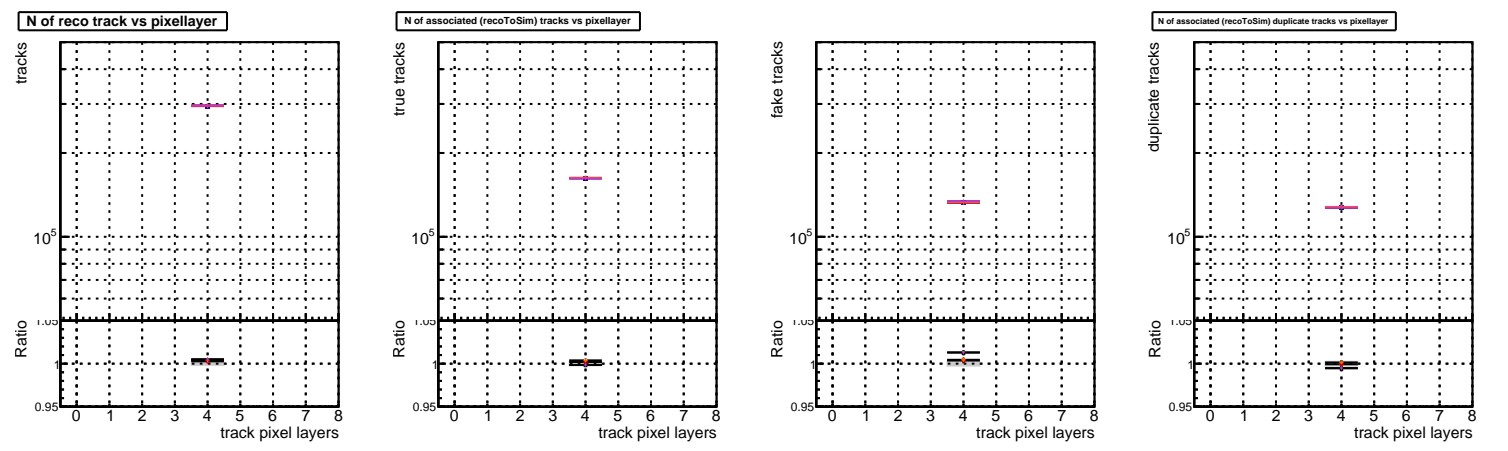 N of reco track vs pixellayer
tracks
10^5
Ratio
1.05
1
0.95
0 1 2 3 4 5 6 7 8
track pixel layers
N of associated (recoToSim) tracks vs pixellayer
true tracks
10^5
Ratio
1.05
1
0.95
0 1 2 3 4 5 6 7 8
track pixel layers
fake tracks
10^5
Ratio
1.05
1
0.95
0 1 2 3 4 5 6 7 8
track pixel layers
N of associated (recoToSim) duplicate tracks vs pixellayer
duplicate tracks
10^5
Ratio
1.05
1
0.95
0 1 2 3 4 5 6 7 8
track pixel layers